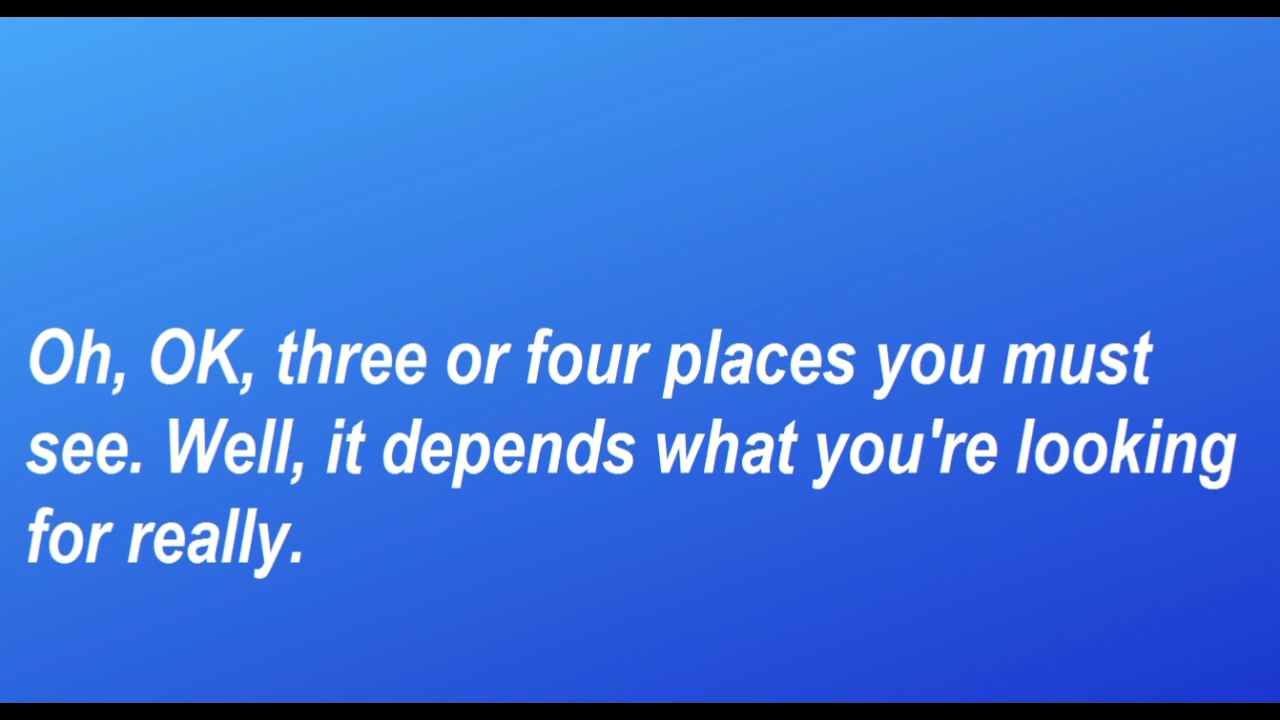 Oh, OK, three or four places you must
see. Well, it depends what you're looking
for really.